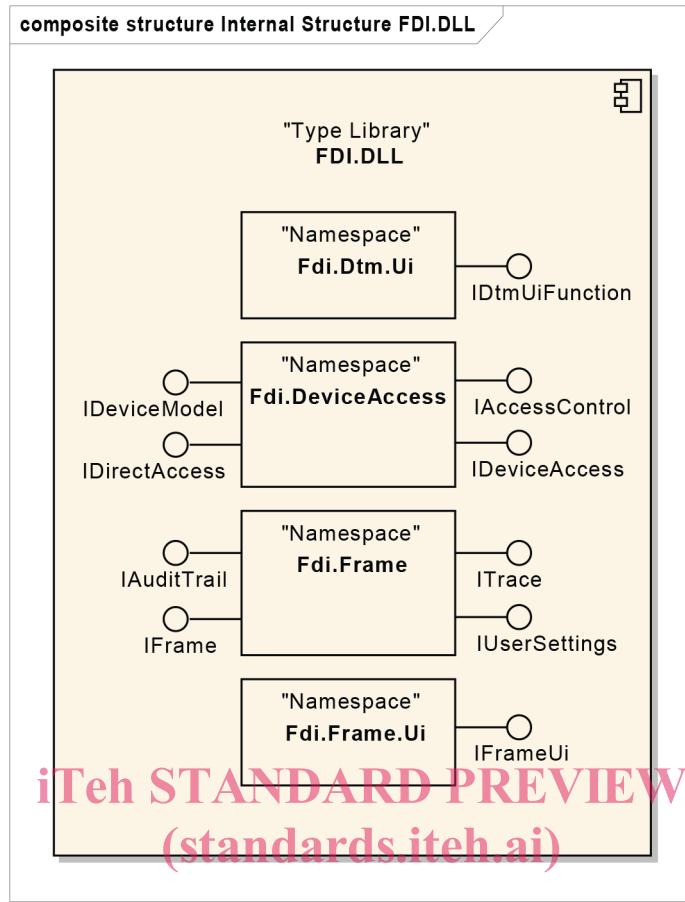 composite structure Internal Structure FDI.DLL
"Type Library"
FDI.DLL
"Namespace"
Fdi.Dtm.Ui
IDtmUiFunction
"Namespace"
Fdi.DeviceAccess
IDeviceModel
IAccessControl
IDirectAccess
IDeviceAccess
"Namespace"
Fdi.Frame
IAuditTrail
ITrace
IFrame
IUserSettings
"Namespace"
Fdi.Frame.Ui
IFrameUi
iTeh STANDARD PREVIEW
(standards.iteh.ai)